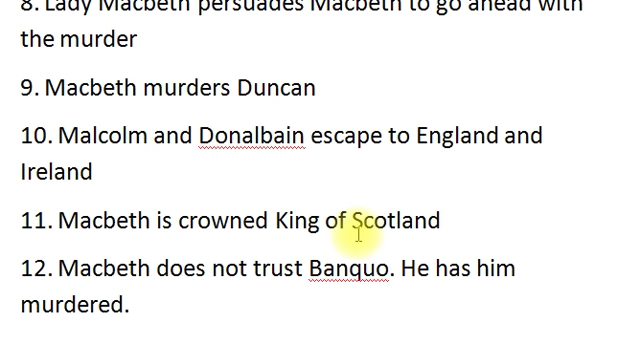 8. Lady Macbeth persuades Macbeth to go ahead with
the murder
9. Macbeth murders Duncan
10. Malcolm and Donalbain escape to England and
Ireland
11. Macbeth is crowned King of Scotland
12. Macbeth does not trust Banquo. He has him
murdered.